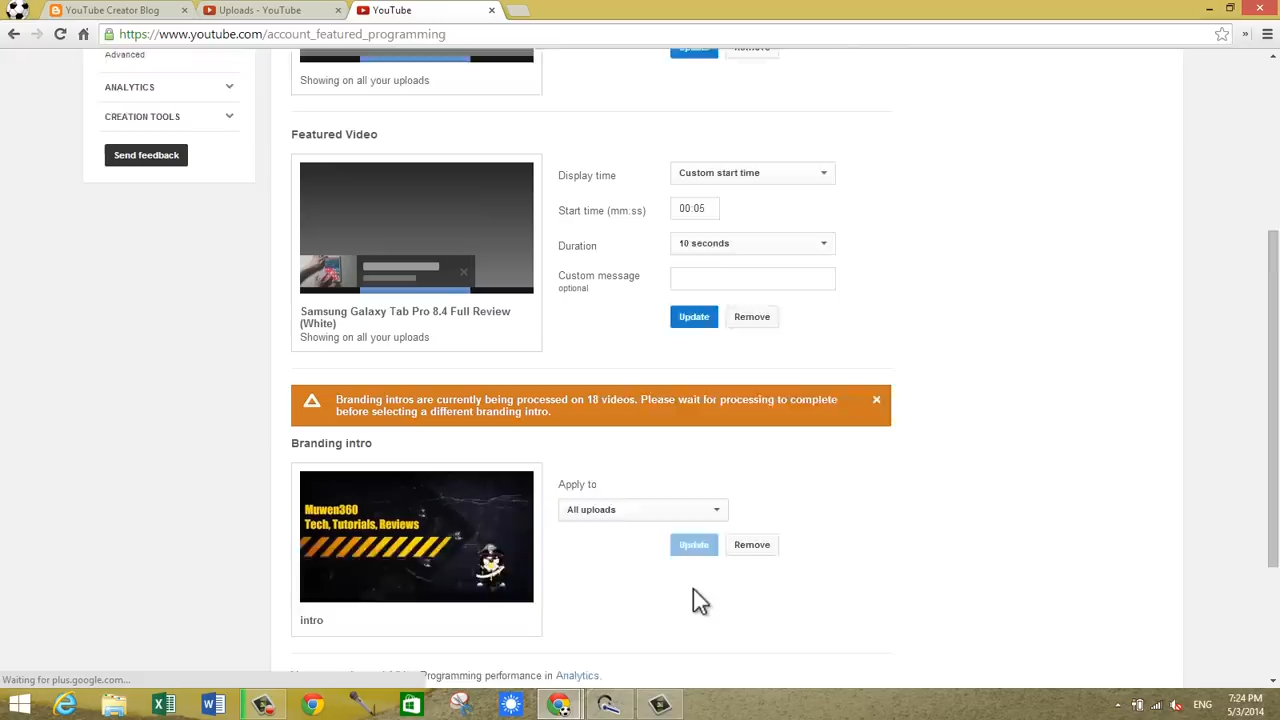 YouTube Creator Blog
Uploads - YouTube
YouTube
https://www.youtube.com/account_featured_programming
Advanced
ANALYTICS
CREATION TOOLS
Send feedback
Showing on all your uploads
Update
Remove
Featured Video
Display time
Custom start time
Start time (mm:ss)
00:05
Duration
10 seconds
Custom message
optional
Update
Remove
Samsung Galaxy Tab Pro 8.4 Full Review
(White)
Showing on all your uploads
Branding intros are currently being processed on 18 videos. Please wait for processing to complete
before selecting a different branding intro.
Branding intro
Muwen360
Tech, Tutorials, Reviews
intro
Apply to
All uploads
Update
Remove
Programming performance in Analytics.
Waiting for plus.google.com...
ENG
7:24 PM
5/3/2014